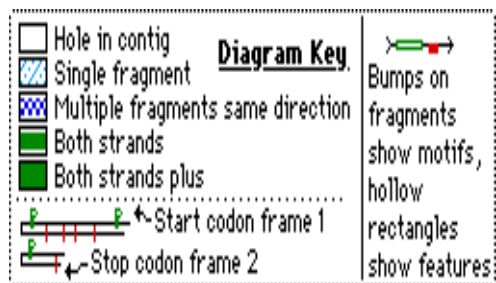 Diagram Key
Hole in contig
Single fragment
Multiple fragments same direction
Both strands
Both strands plus
Start codon frame 1
Stop codon frame 2
Bumps on
fragments
show motifs,
hollow
rectangles
show features